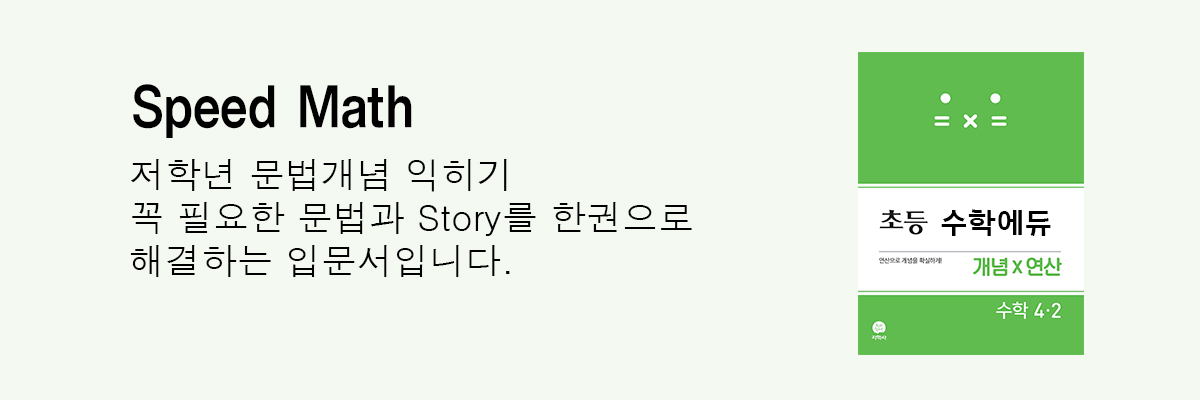 Speed Math
저학년 문법개념 익히기
꼭 필요한 문법과 Story를 한권으로
해결하는 입문서입니다.
= × =
초등 수학에듀
연산으로 개념을 확실하게!
개념 x 연산
수학 4·2
지학사